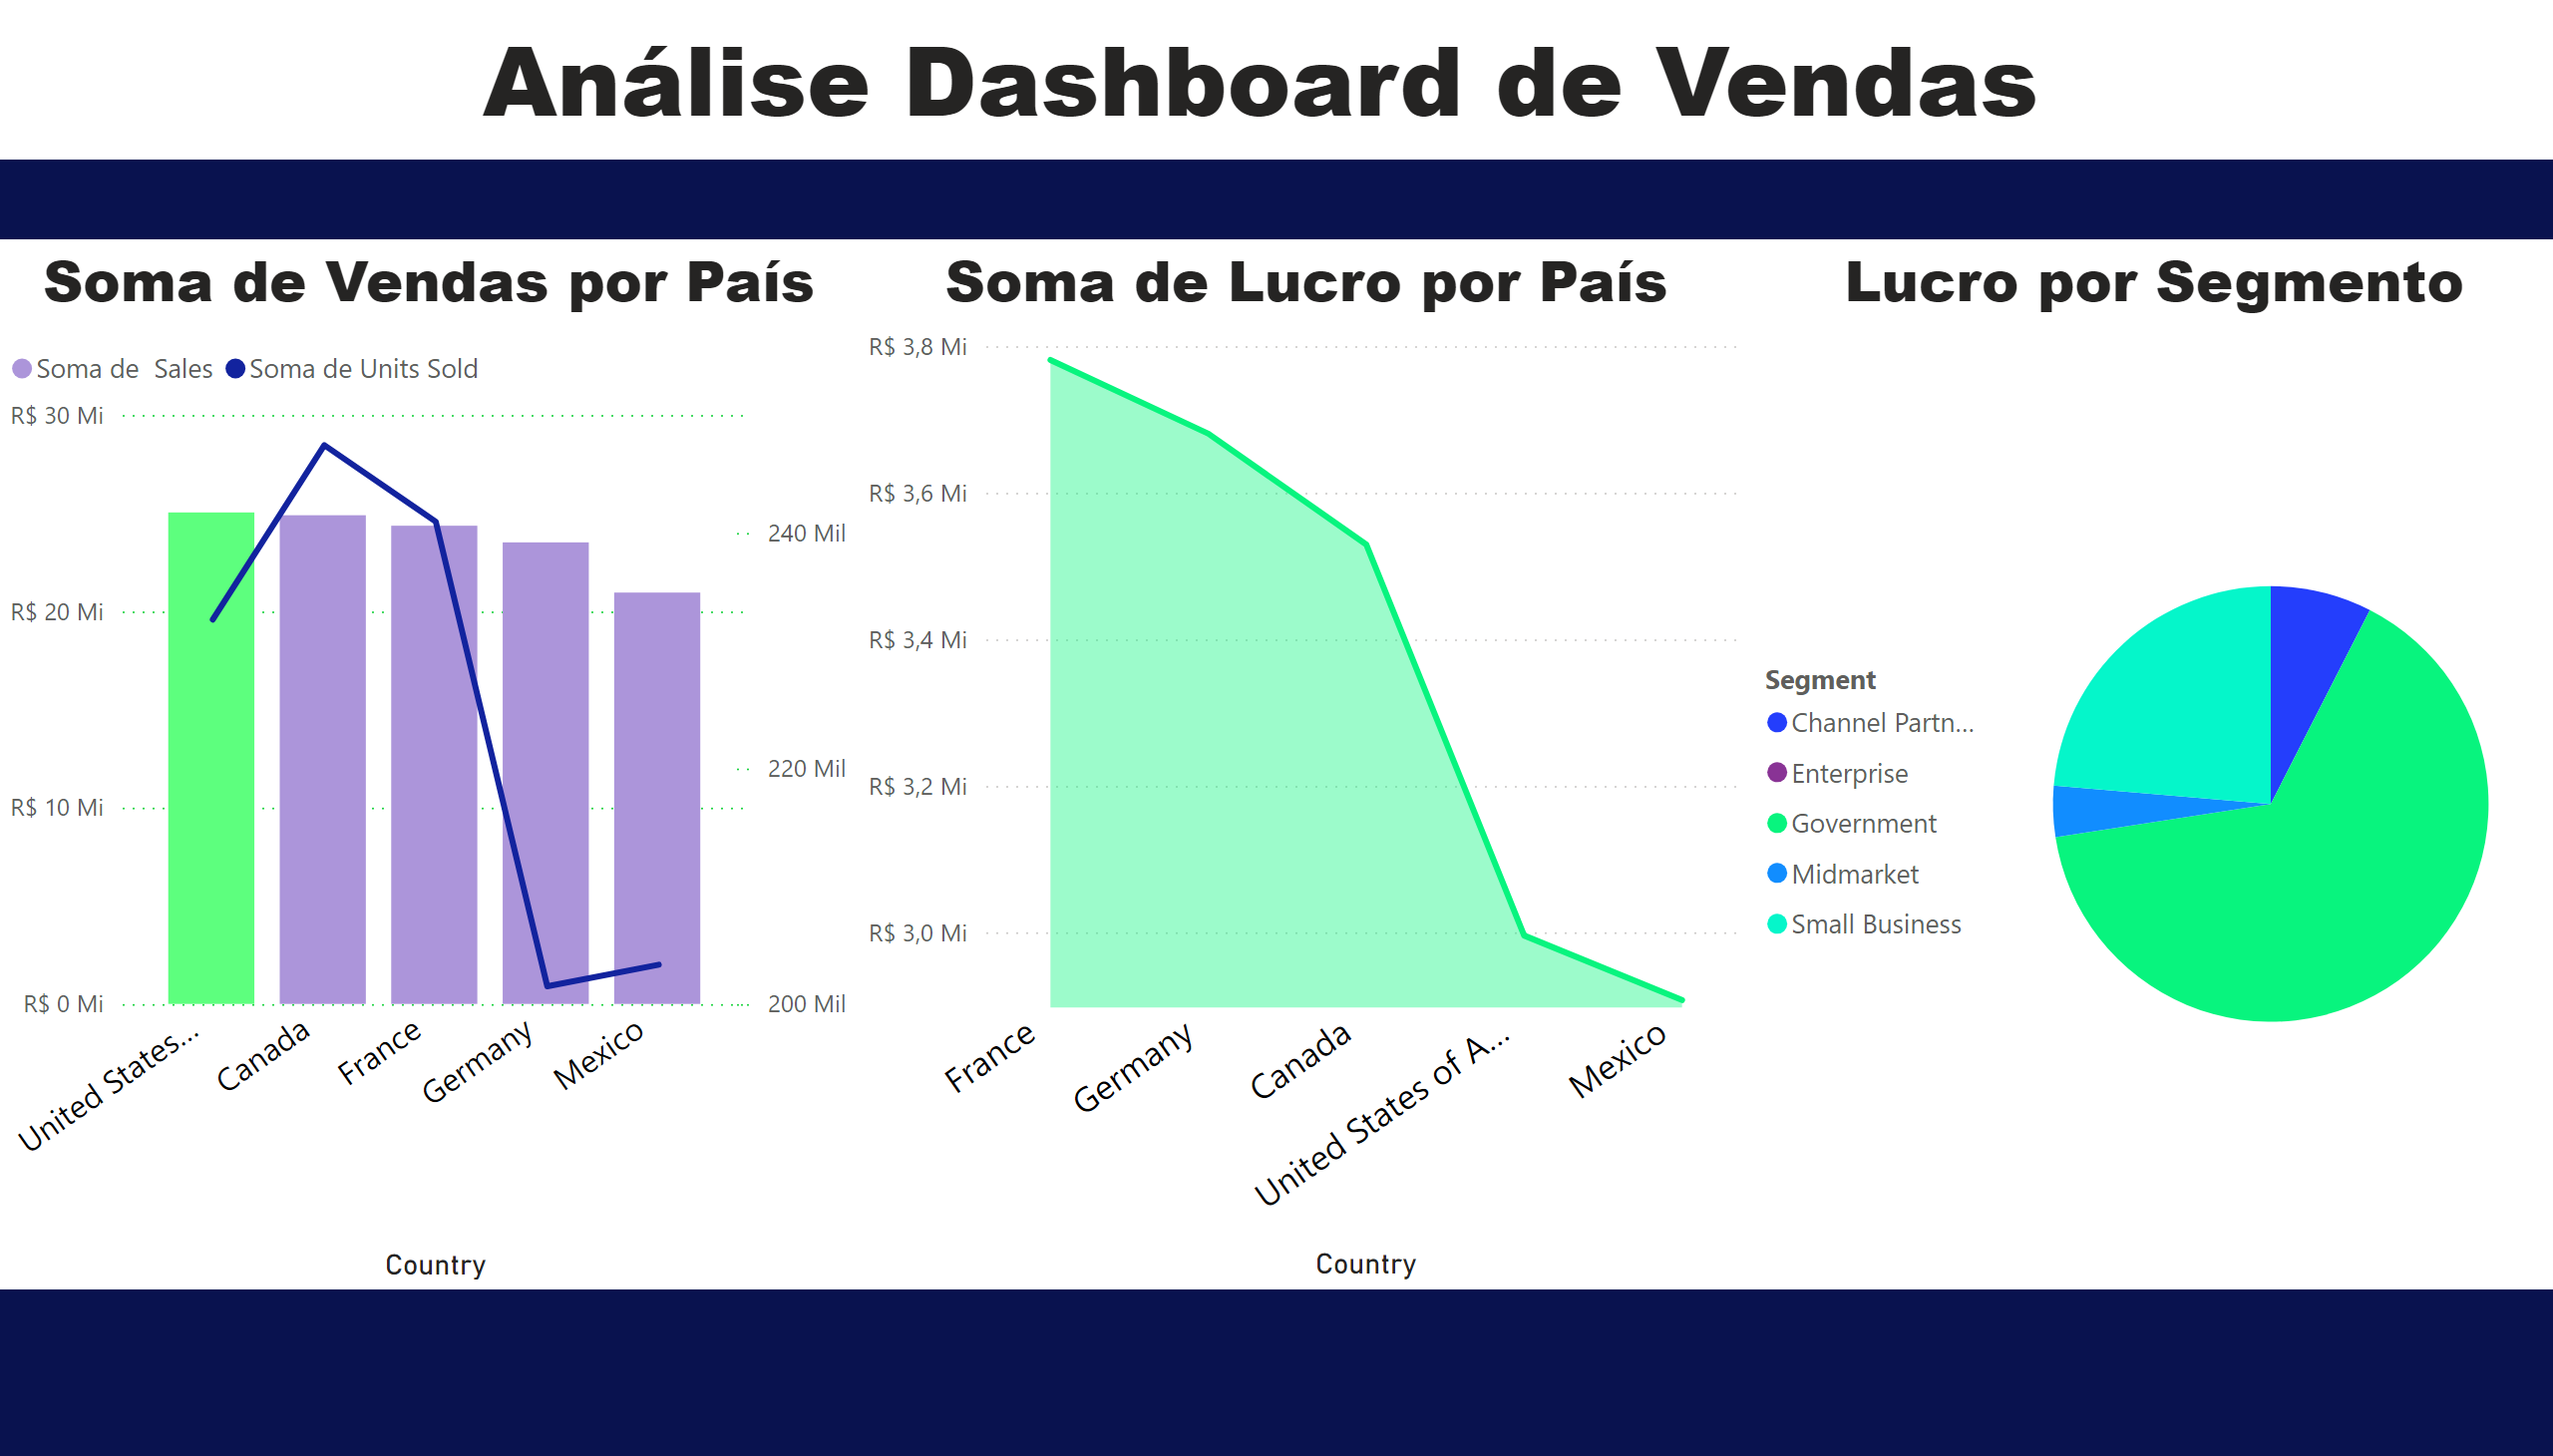 Análise Dashboard de Vendas
Soma de Vendas por País
Soma de  Sales Soma de Units Sold
R$ 30 Mi
R$ 20 Mi
R$ 10 Mi
R$ 0 Mi
240 Mil
220 Mil
200 Mil
United States...
Canada
France
Germany
Mexico
Country
Soma de Lucro por País
R$ 3,8 Mi
R$ 3,6 Mi
R$ 3,4 Mi
R$ 3,2 Mi
R$ 3,0 Mi
France
Germany
Canada
United States of A...
Mexico
Country
Lucro por Segmento
Segment
Channel Partn...
Enterprise
Government
Midmarket
Small Business